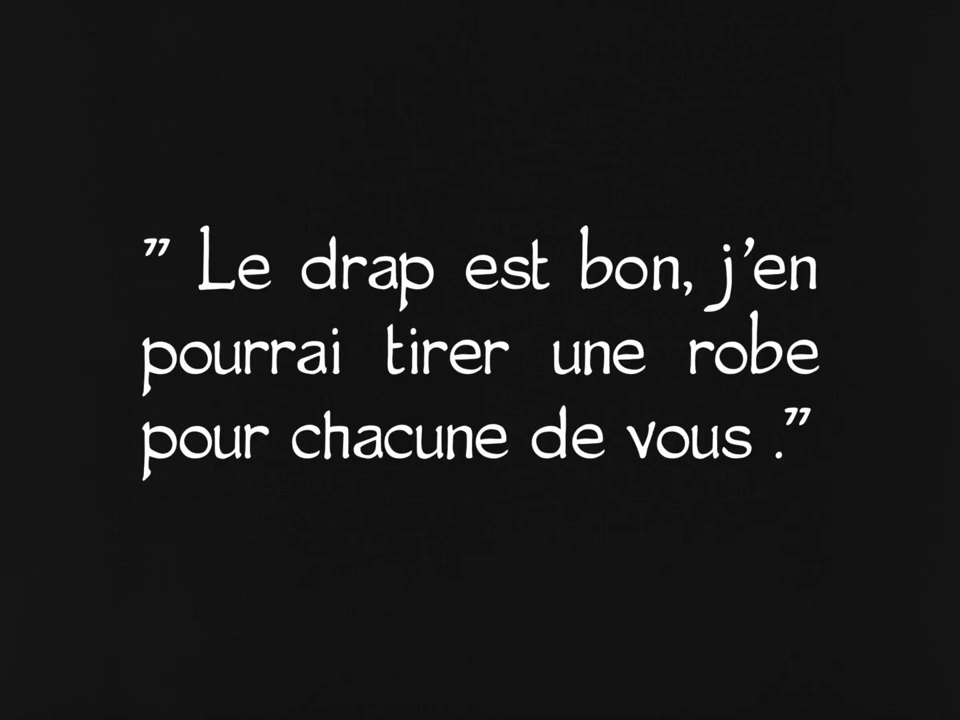 ” Le drap est bon, j’en
pourrai tirer une robe
pour chacune de vous .”